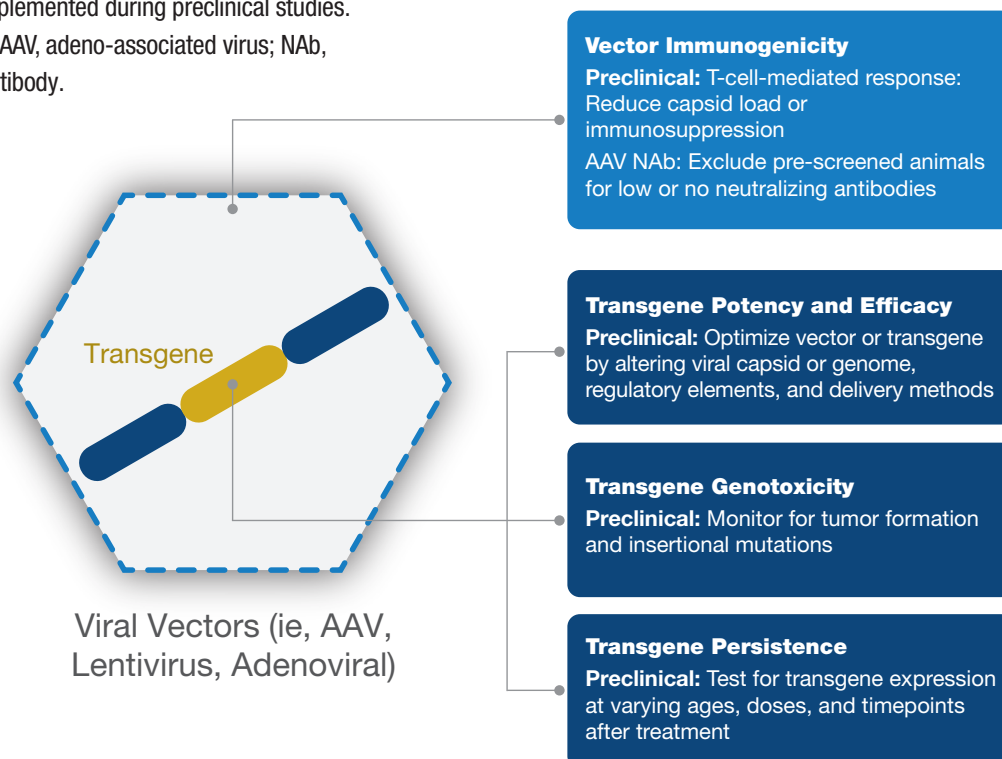 plemented during preclinical studies.
AAV, adeno-associated virus; NAb,
tibody.
Vector Immunogenicity
Preclinical: T-cell-mediated response:
Reduce capsid load or
immunosuppression
AAV NAb: Exclude pre-screened animals
for low or no neutralizing antibodies
Transgene
Transgene Potency and Efficacy
Preclinical: Optimize vector or transgene
by altering viral capsid or genome,
regulatory elements, and delivery methods
Transgene Genotoxicity
Preclinical: Monitor for tumor formation
and insertional mutations
Viral Vectors (ie, AAV,
Lentivirus, Adenoviral)
Transgene Persistence
Preclinical: Test for transgene expression
at varying ages, doses, and timepoints
after treatment